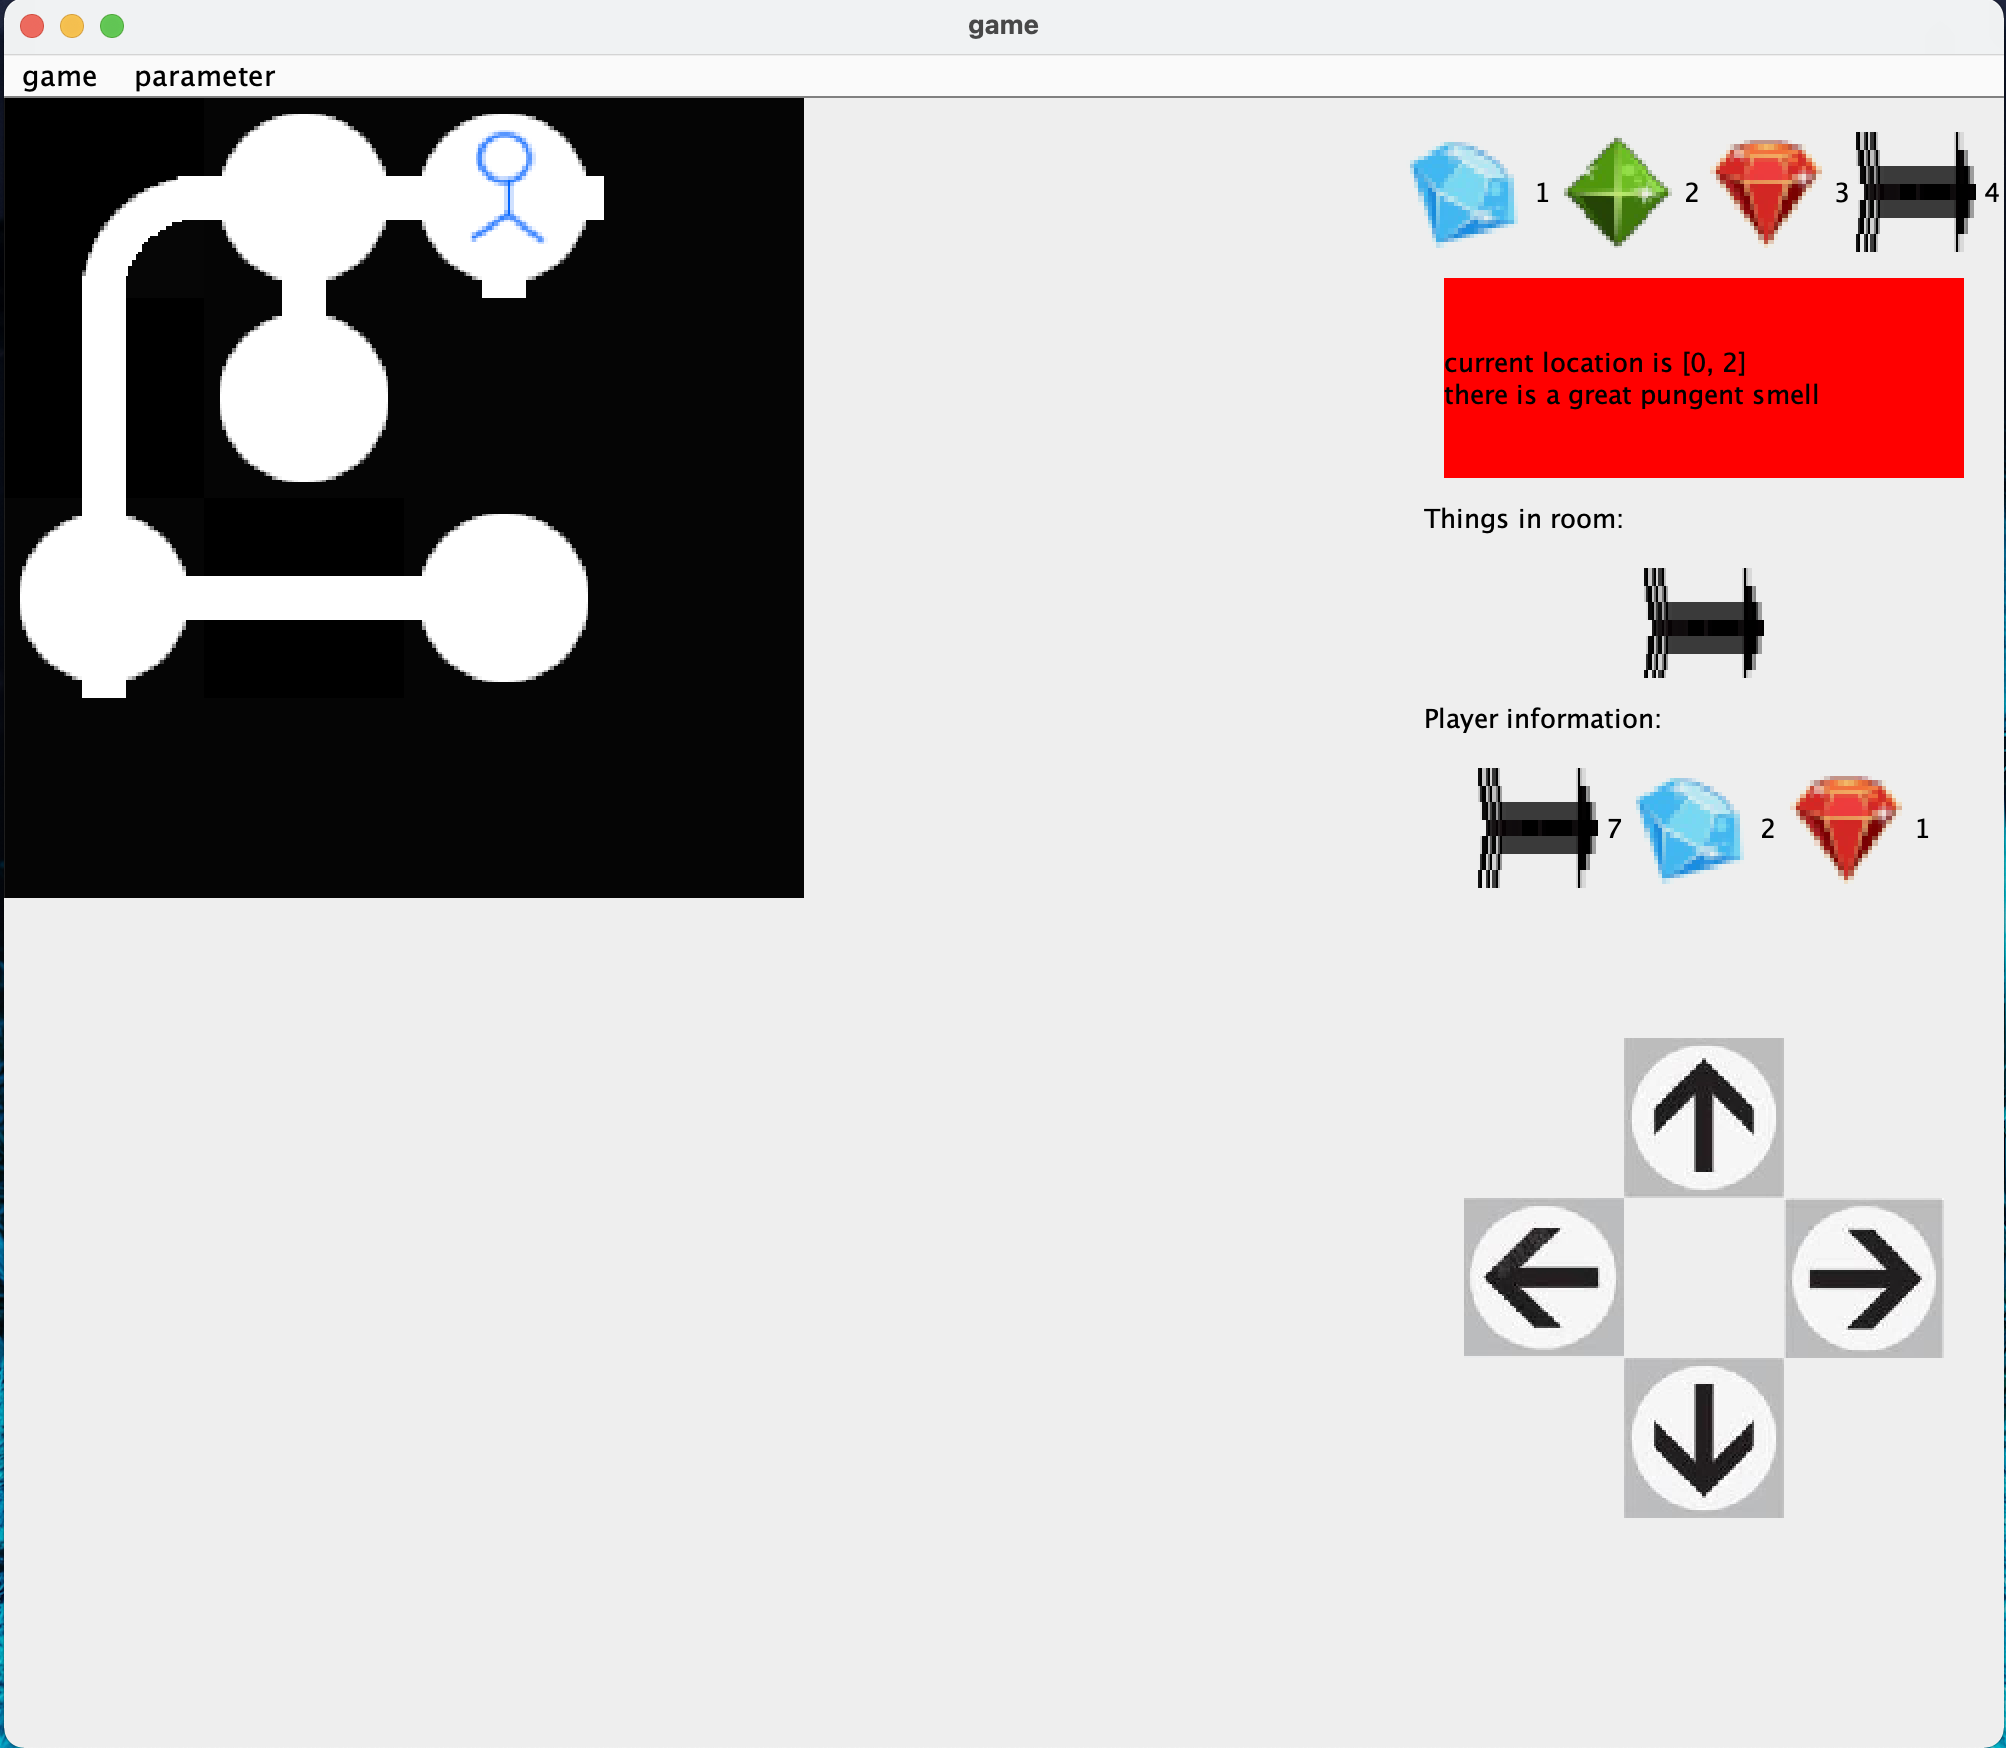 game
game parameter
1 2 3 4
current location is [0, 2]
there is a great pungent smell
Things in room:
Player information:
7 2 1